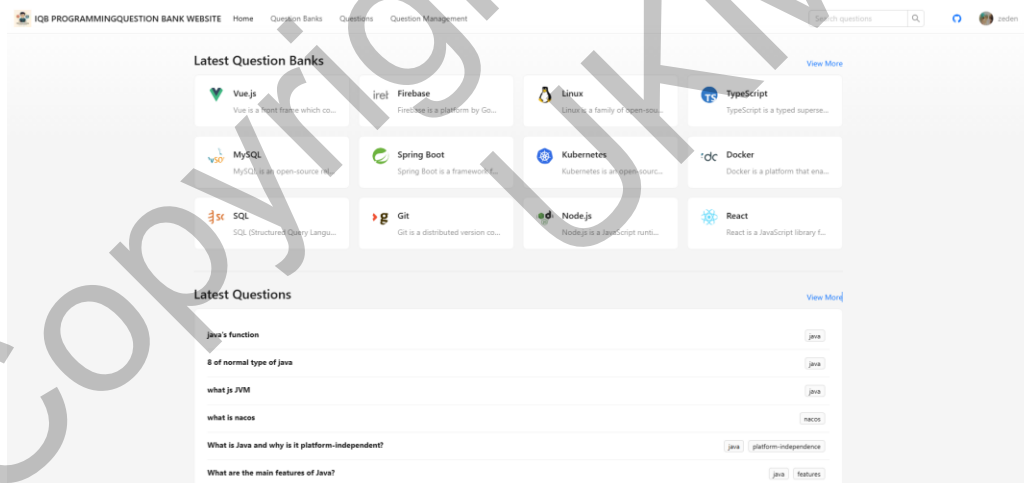 IQB PROGRAMMINGQUESTION BANK WEBSITE Home Question Banks Questions Question Management Search questions zeden
Latest Question Banks View More
Vue.js Firebase Linux TypeScript
Vue is a front frame which co... Firebase is a platform by Go... Linux is a family of open-sou... TypeScript is a typed superse...
MySQL Spring Boot Kubernetes Docker
MySQL is an open-source rel... Spring Boot is a framework f... Kubernetes is an open-sourc... Docker is a platform that ena...
SQL Git Node.js React
SQL (Structured Query Langu... Git is a distributed version co... Node.js is a JavaScript runti... React is a JavaScript library f...
Latest Questions View More
java's function java
8 of normal type of java java
what js JVM java
what is nacos nacos
What is Java and why is it platform-independent? java platform-independence
What are the main features of Java? java features
Copyrig
UKM